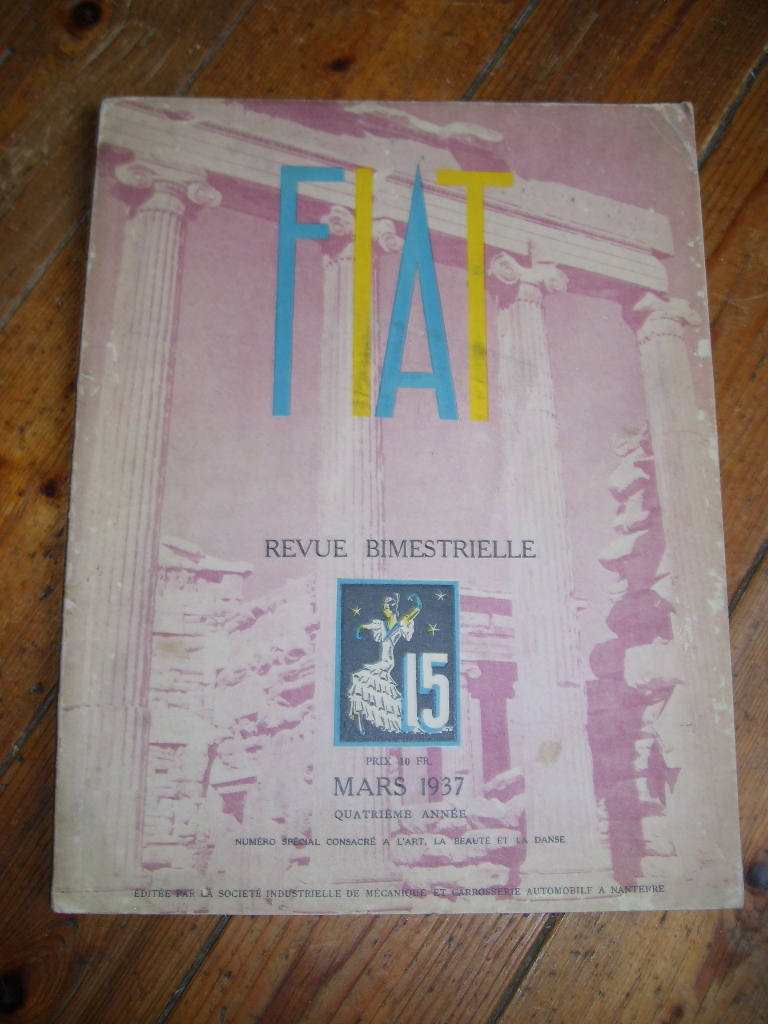 FIAT
REVUE BIMESTRIELLE
15
PRIX 10 FR.
MARS 1937
QUATRIÈME ANNÉE
NUMÉRO SPÉCIAL CONSACRÉ A L'ART, LA BEAUTÉ ET LA DANSE
ÉDITÉE PAR LA SOCIETÉ INDUSTRIELLE DE MÉCANIQUE ET CARROSSERIE AUTOMOBILE A NANTERRE